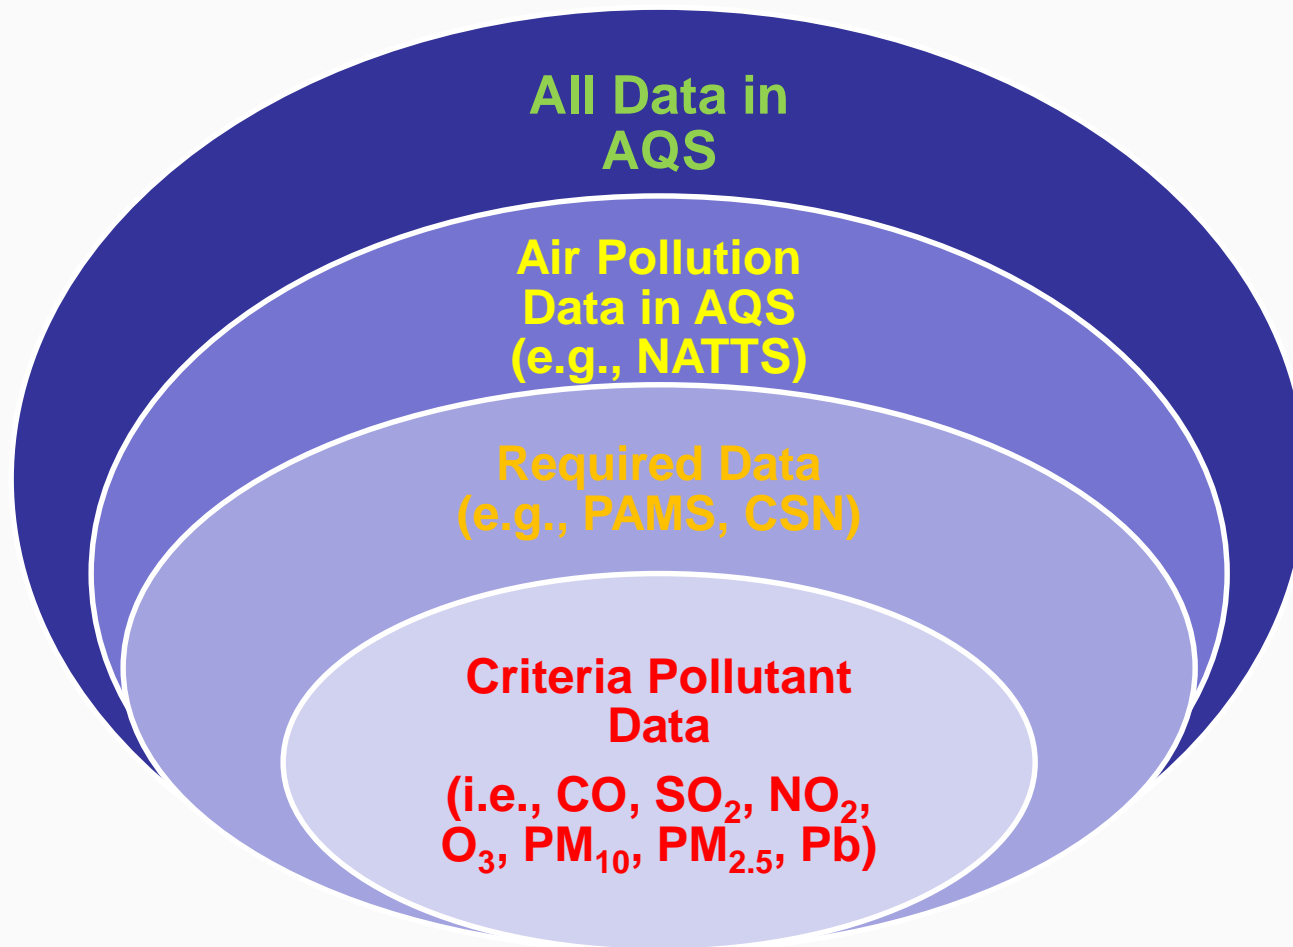 All Data in
AQS
Air Pollution
Data in AQS
(e.g., NATTS)
Required Data
(e.g., PAMS, CSN)
Criteria Pollutant
Data
(i.e., CO, SO₂, NO₂,
O₃, PM₁₀, PM₂.₅, Pb)